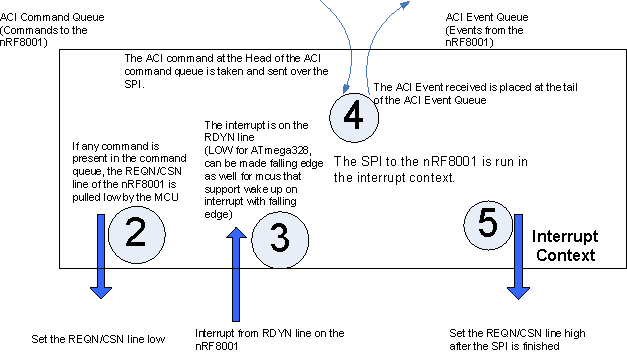 ACI Command Queue
(Commands to the
nRF8001)
ACI Event Queue
(Events from the
nRF8001)
The ACI command at the Head of the ACI
command queue is taken and sent over the
SPI.
The ACI Event received is placed at the tail
of the ACI Event Queue
4
The interrupt is on the
RDYN line
(LOW for ATmega328,
can be made falling edge
as well for mcus that
support wake up on
interrupt with falling
edge)
If any command is
present in the command
queue, the REQN/CSN
line of the nRF8001 is
pulled low by the MCU
The SPI to the nRF8001 is run in
the interrupt context.
2
3
5
Interrupt
Context
Set the REQN/CSN line low
Interrupt from RDYN line on the
nRF8001
Set the REQN/CSN line high
after the SPI is finished